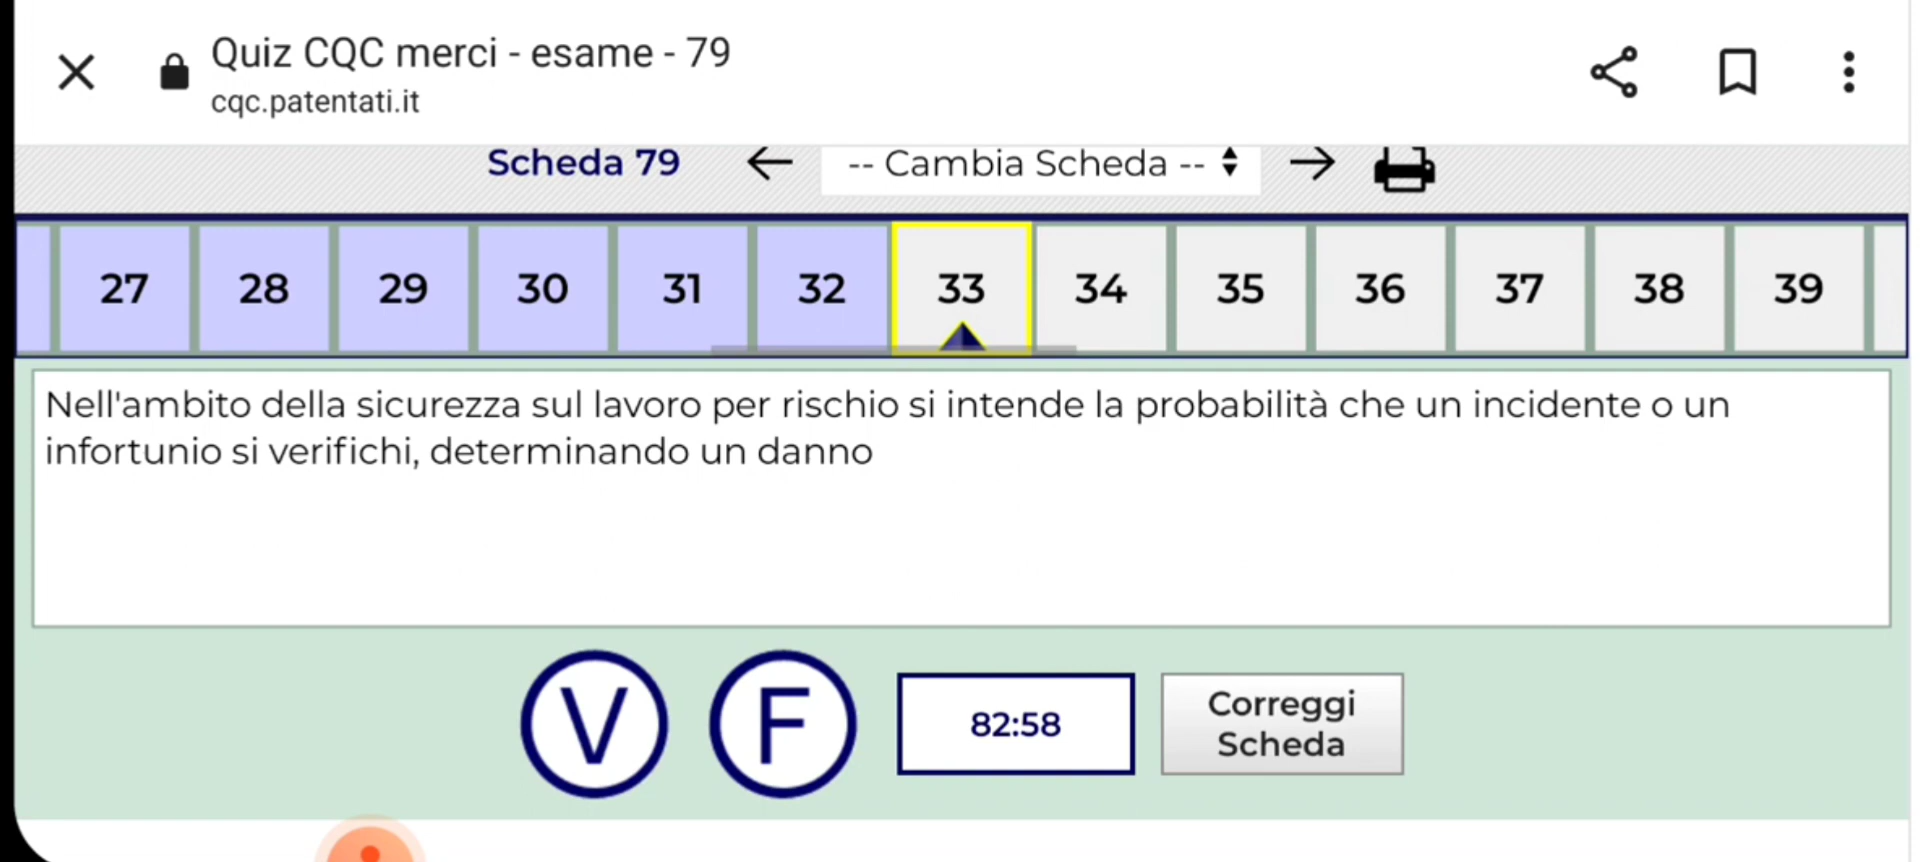 Quiz CQC merci - esame - 79
cqc.patentati.it
Scheda 79
-- Cambia Scheda --
27 28 29 30 31 32 33 34 35 36 37 38 39
Nell'ambito della sicurezza sul lavoro per rischio si intende la probabilità che un incidente o un
infortunio si verifichi, determinando un danno
V F 82:58 Correggi
Scheda